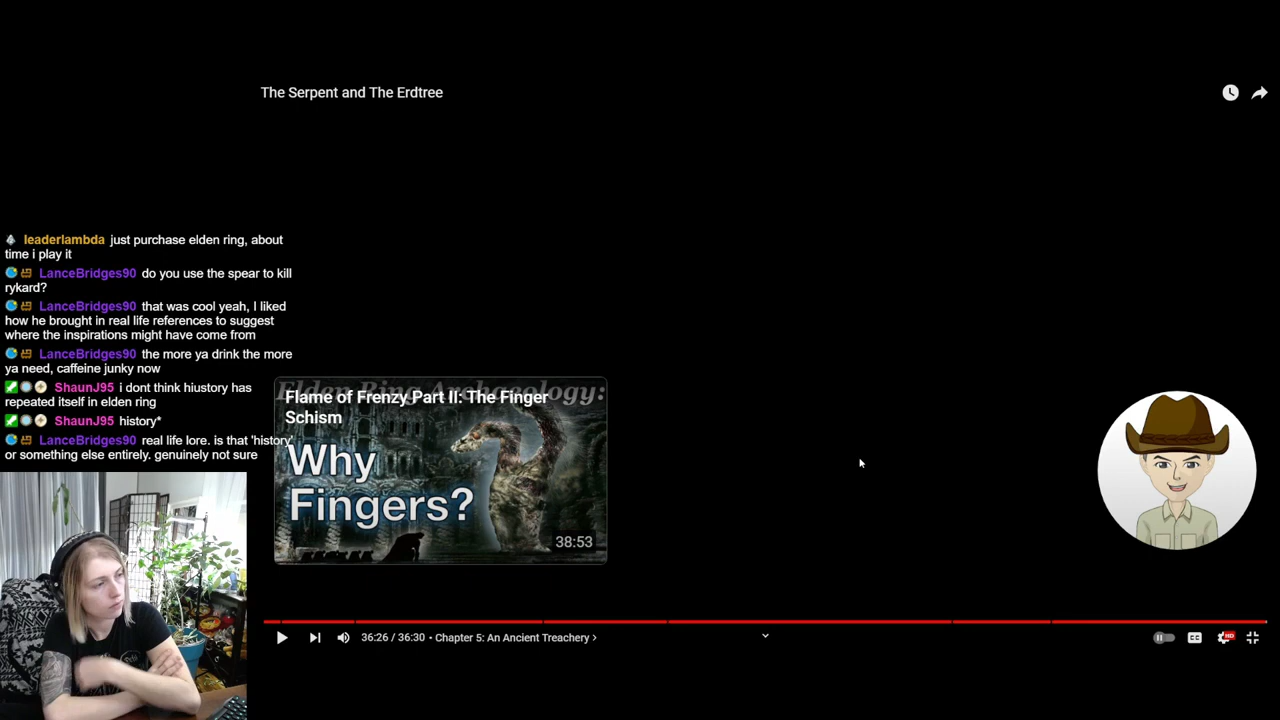 The Serpent and The Erdtree
leaderlambda just purchase elden ring, about
time i play it
LanceBridges90 do you use the spear to kill
rykard?
LanceBridges90 that was cool yeah, I liked
how he brought in real life references to suggest
where the inspirations might have come from
LanceBridges90 the more ya drink the more
ya need, caffeine junky now
ShaunJ95 i dont think hiustory has
repeated itself in elden ring
ShaunJ95 history*
LanceBridges90 real life lore. is that 'history'
or something else entirely. genuinely not sure
Elden Ring Archaeology:
Flame of Frenzy Part II: The Finger
Schism
Why
Fingers?
38:53
36:26 / 36:30 • Chapter 5: An Ancient Treachery >
CC
HD